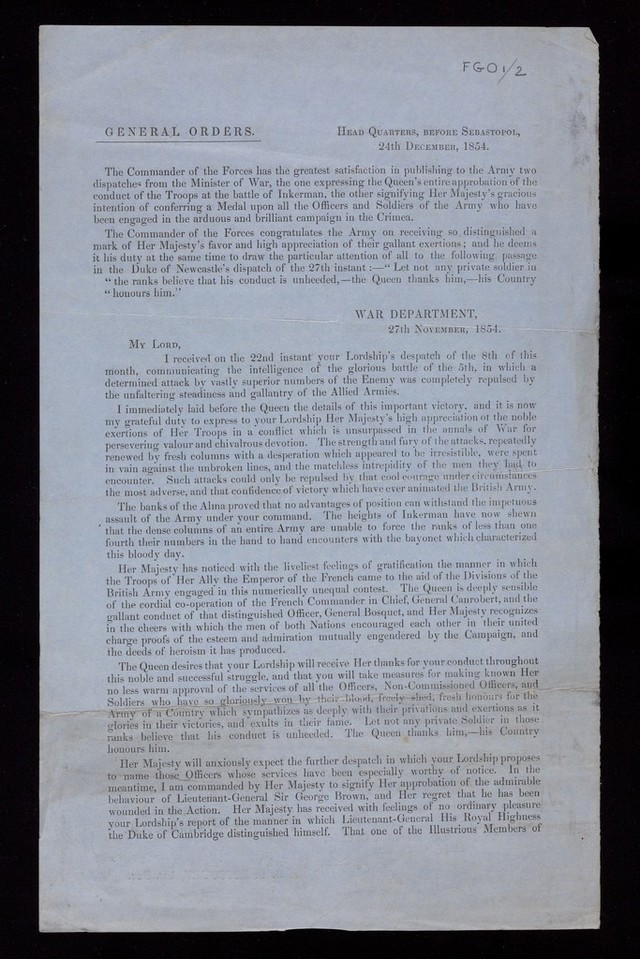 FGO 1/2
GENERAL ORDERS.
HEAD QUARTERS, BEFORE SEBASTOPOL,
24th DECEMBER, 1854.
The Commander of the Forces has the greatest satisfaction in publishing to the Army two
dispatches from the Minister of War, the one expressing the Queen's entire approbation of the
conduct of the Troops at the battle of Inkerman, the other signifying Her Majesty's gracious
intention of conferring a Medal upon all the Officers and Soldiers of the Army who have
been engaged in the arduous and brilliant campaign in the Crimea.
The Commander of the Forces congratulates the Army on receiving so distinguished a
mark of Her Majesty's favor and high appreciation of their gallant exertions; and he deems
it his duty at the same time to draw the particular attention of all to the following passage
in the Duke of Newcastle's dispatch of the 27th instant :—“ Let not any private soldier in
“ the ranks believe that his conduct is unheeded,—the Queen thanks him,—his Country
“ honours him.”
WAR DEPARTMENT,
27th NOVEMBER, 1854.
MY LORD,
I received on the 22nd instant your Lordship's despatch of the 8th of this
month, communicating the intelligence of the glorious battle of the 5th, in which a
determined attack by vastly superior numbers of the Enemy was completely repulsed by
the unfaltering steadiness and gallantry of the Allied Armies.
I immediately laid before the Queen the details of this important victory, and it is now
my grateful duty to express to your Lordship Her Majesty's high appreciation of the noble
exertions of Her Troops in a conflict which is unsurpassed in the annals of War for
persevering valour and chivalrous devotion. The strength and fury of the attacks, repeatedly
renewed by fresh columns with a desperation which appeared to be irresistible, were spent
in vain against the unbroken lines, and the matchless intrepidity of the men they had to
encounter. Such attacks could only be repulsed by that cool courage under circumstances
the most adverse, and that confidence of victory which have ever animated the British Army.
The banks of the Alma proved that no advantages of position can withstand the impetuous
assault of the Army under your command. The heights of Inkerman have now shewn
that the dense columns of an entire Army are unable to force the ranks of less than one
fourth their numbers in the hand to hand encounters with the bayonet which characterized
this bloody day.
Her Majesty has noticed with the liveliest feelings of gratification the manner in which
the Troops of Her Ally the Emperor of the French came to the aid of the Divisions of the
British Army engaged in this numerically unequal contest. The Queen is deeply sensible
of the cordial co-operation of the French Commander in Chief, General Canrobert, and the
gallant conduct of that distinguished Officer, General Bosquet, and Her Majesty recognizes
in the cheers with which the men of both Nations encouraged each other in their united
charge proofs of the esteem and admiration mutually engendered by the Campaign, and
the deeds of heroism it has produced.
The Queen desires that your Lordship will receive Her thanks for your conduct throughout
this noble and successful struggle, and that you will take measures for making known Her
no less warm approval of the services of all the Officers, Non-Commissioned Officers, and
Soldiers who have so gloriously won by their blood, freely shed, fresh honours for the
Army of a Country which sympathizes as deeply with their privations and exertions as it
glories in their victories, and exults in their fame. Let not any private Soldier in those
ranks believe that his conduct is unheeded. The Queen thanks him,—his Country
honours him.
Her Majesty will anxiously expect the further despatch in which your Lordship proposes
to name those Officers whose services have been especially worthy of notice. In the
meantime, I am commanded by Her Majesty to signify Her approbation of the admirable
behaviour of Lieutenant-General Sir George Brown, and Her regret that he has been
wounded in the Action. Her Majesty has received with feelings of no ordinary pleasure
your Lordship's report of the manner in which Lieutenant-General His Royal Highness
the Duke of Cambridge distinguished himself. That one of the Illustrious Members of